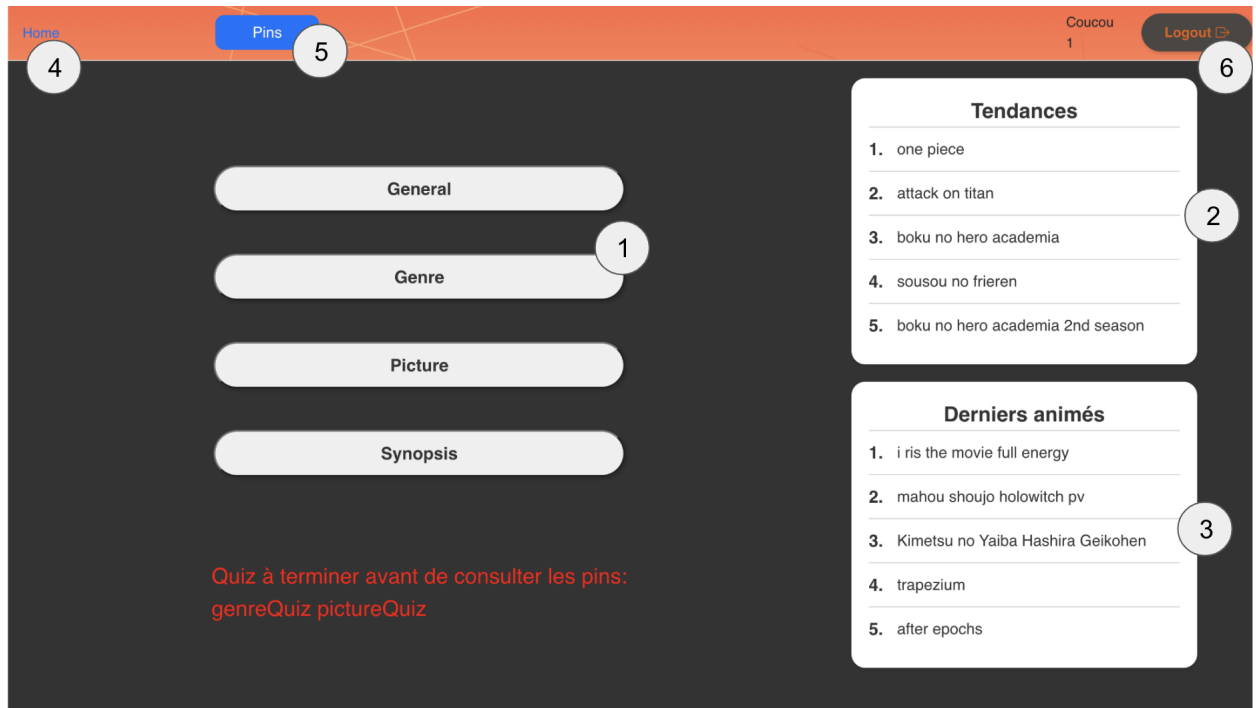 Home
Pins
Coucou
1
Logout
4
5
6
General
Genre
Picture
Synopsis
1
Quiz à terminer avant de consulter les pins:
genreQuiz pictureQuiz
Tendances
1. one piece
2. attack on titan
3. boku no hero academia
4. sousou no frieren
5. boku no hero academia 2nd season
2
Derniers animés
1. i ris the movie full energy
2. mahou shoujo holowitch pv
3. Kimetsu no Yaiba Hashira Geikohen
4. trapezium
5. after epochs
3